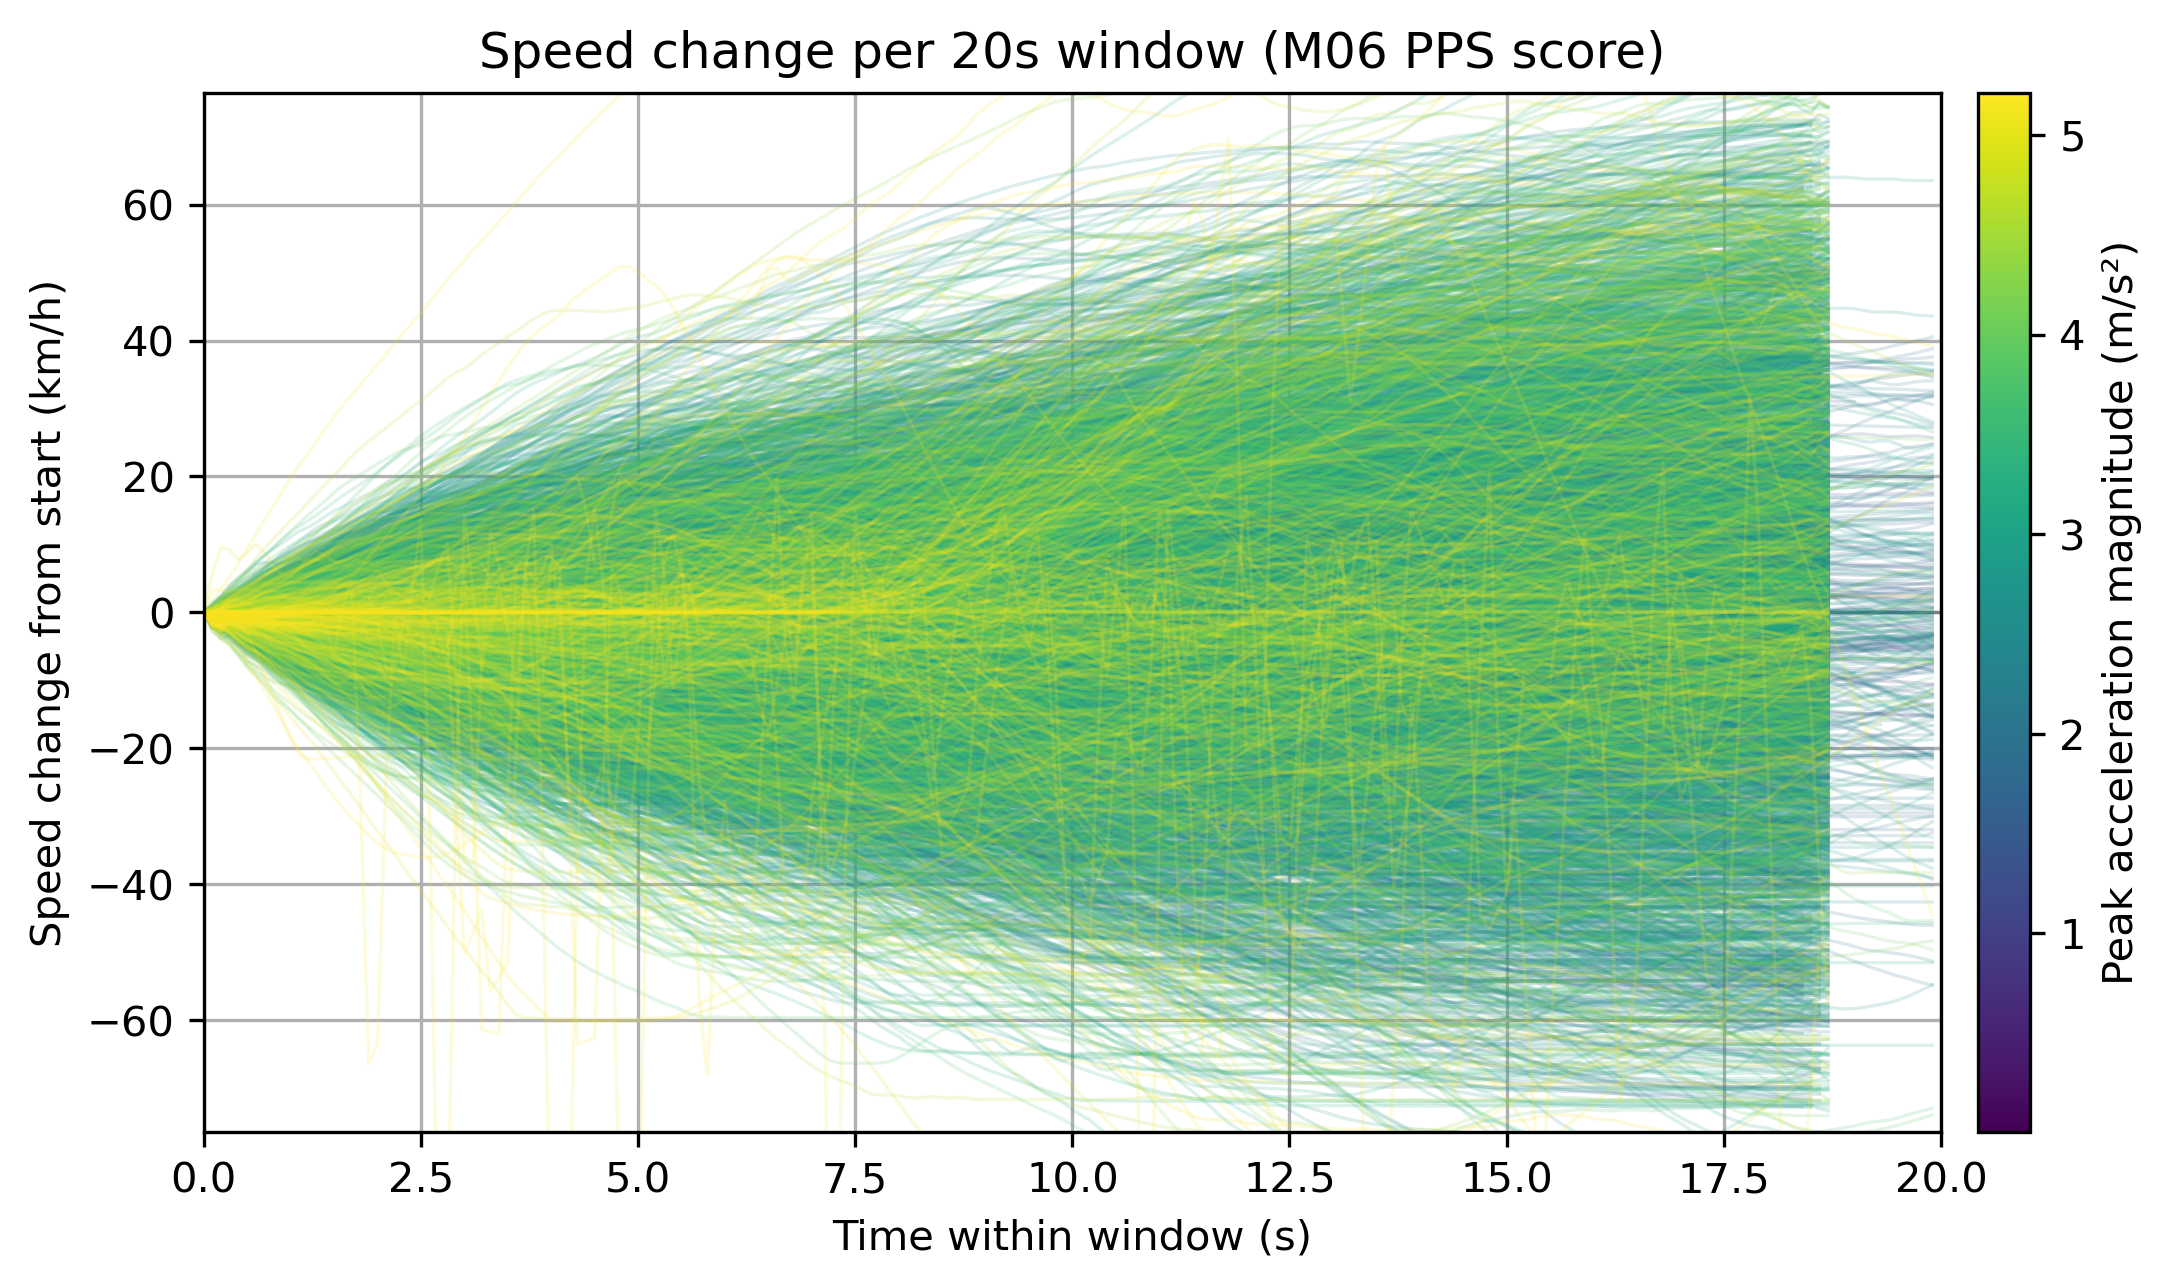 Speed change per 20s window (M06 PPS score)
Speed change from start (km/h)
60
40
20
0
−20
−40
−60
0.0 2.5 5.0 7.5 10.0 12.5 15.0 17.5 20.0
Time within window (s)
5
4
3
2
1
Peak acceleration magnitude (m/s²)